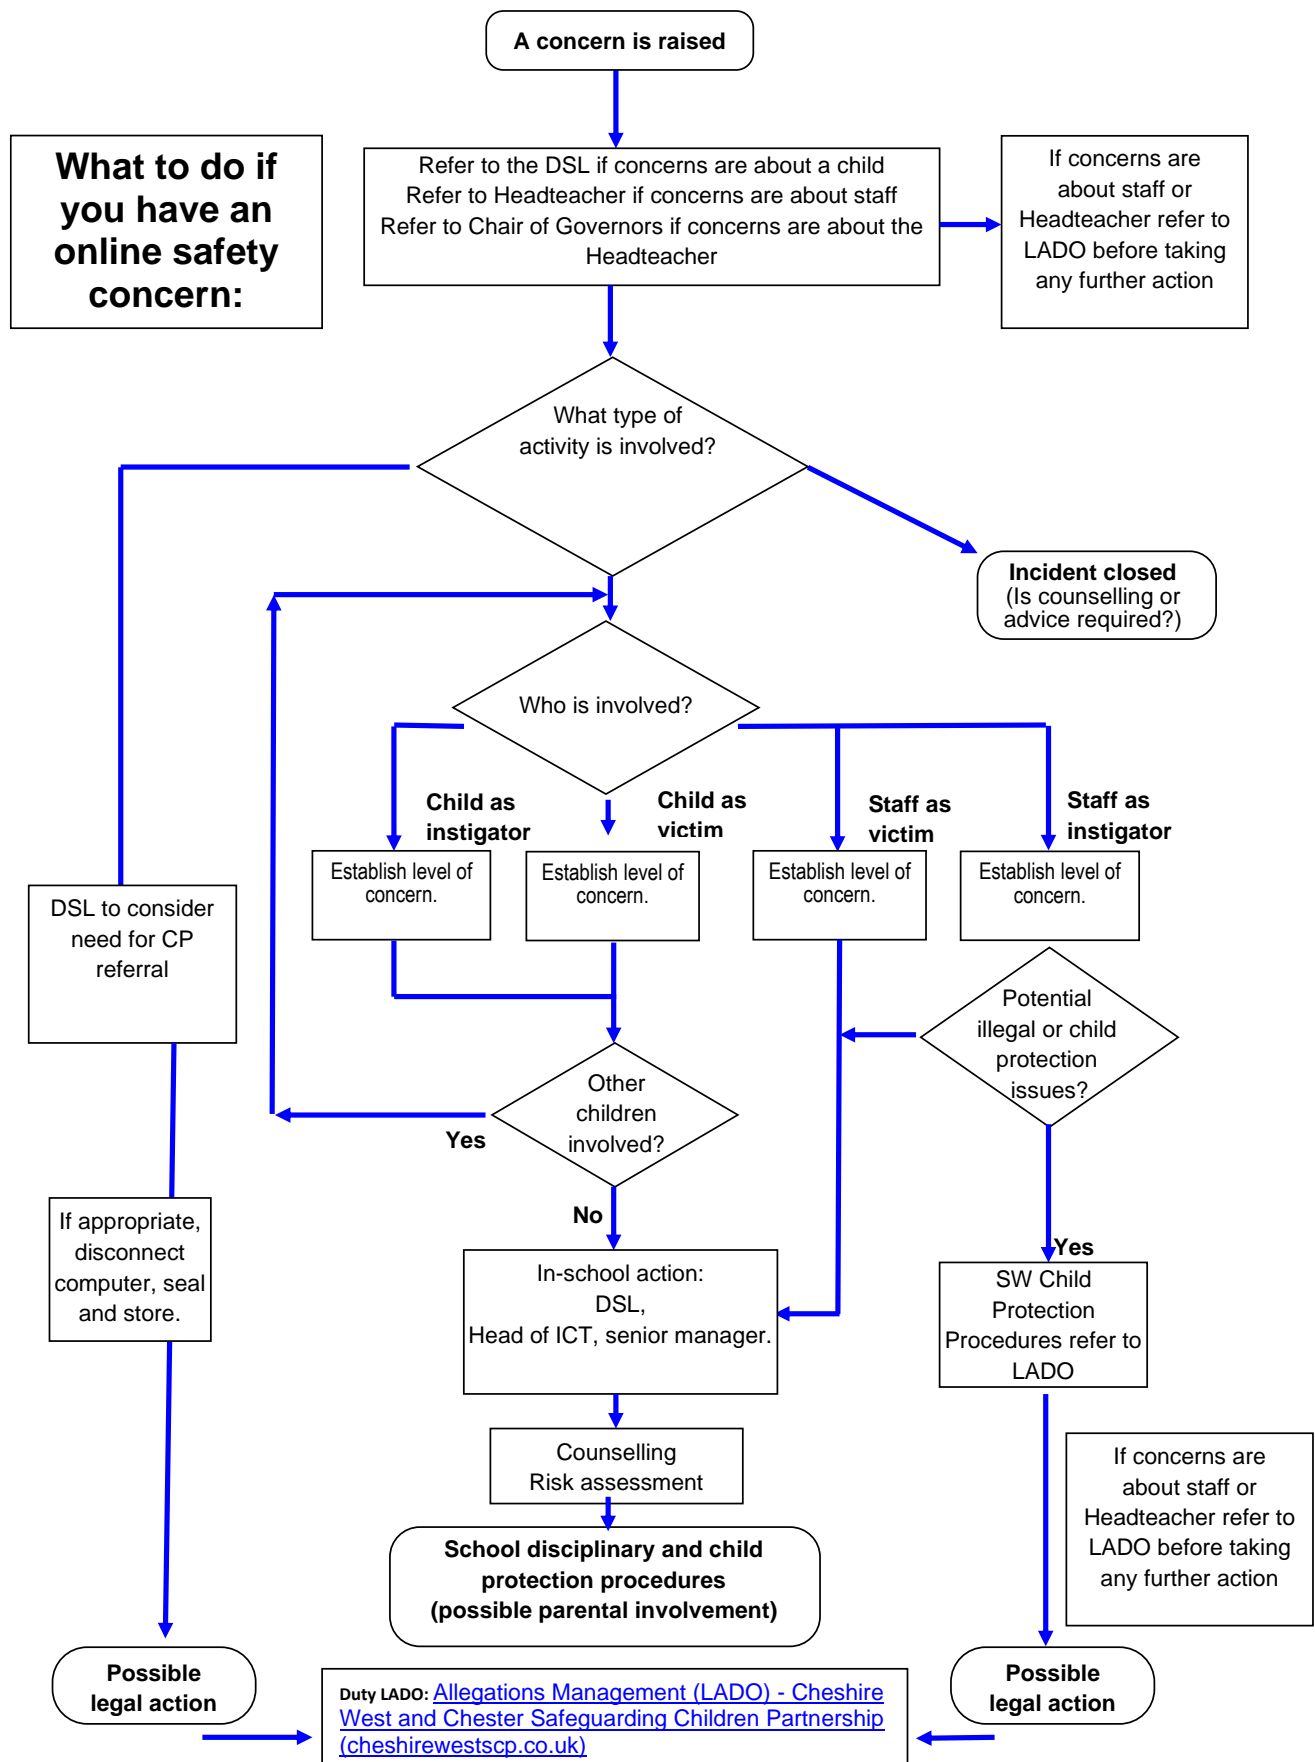 A concern is raised
What to do if
you have an
online safety
concern:
Refer to the DSL if concerns are about a child
Refer to Headteacher if concerns are about staff
Refer to Chair of Governors if concerns are about the
Headteacher
If concerns are
about staff or
Headteacher refer to
LADO before taking
any further action
What type of
activity is involved?
Incident closed
(Is counselling or
advice required?)
Who is involved?
Child as
instigator
Child as
victim
Staff as
victim
Staff as
instigator
Establish level of
concern.
Establish level of
concern.
Establish level of
concern.
Establish level of
concern.
DSL to consider
need for CP
referral
Potential
illegal or child
protection
issues?
Other
children
involved?
Yes
No
If appropriate,
disconnect
computer, seal
and store.
In-school action:
DSL,
Head of ICT, senior manager.
Yes
SW Child
Protection
Procedures refer to
LADO
Counselling
Risk assessment
If concerns are
about staff or
Headteacher refer to
LADO before taking
any further action
School disciplinary and child
protection procedures
(possible parental involvement)
Possible
legal action
Duty LADO: Allegations Management (LADO) - Cheshire
West and Chester Safeguarding Children Partnership
(cheshirewestscp.co.uk)
Possible
legal action